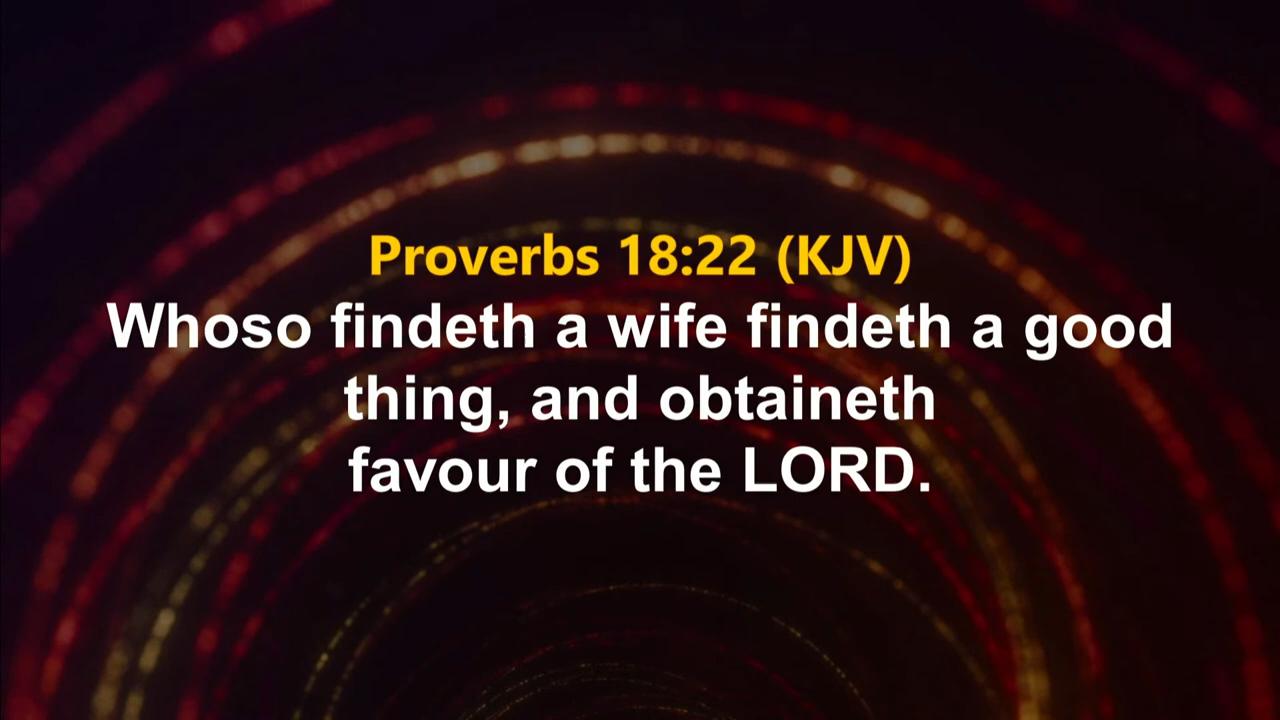 Proverbs 18:22 (KJV)
Whoso findeth a wife findeth a good
thing, and obtaineth
favour of the LORD.